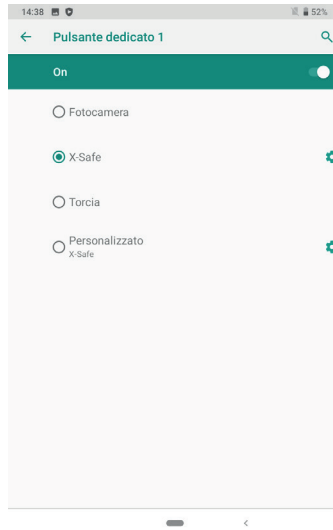 14:38
52%
Pulsante dedicato 1
On
Fotocamera
X-Safe
Torcia
Personalizzato
X-Safe